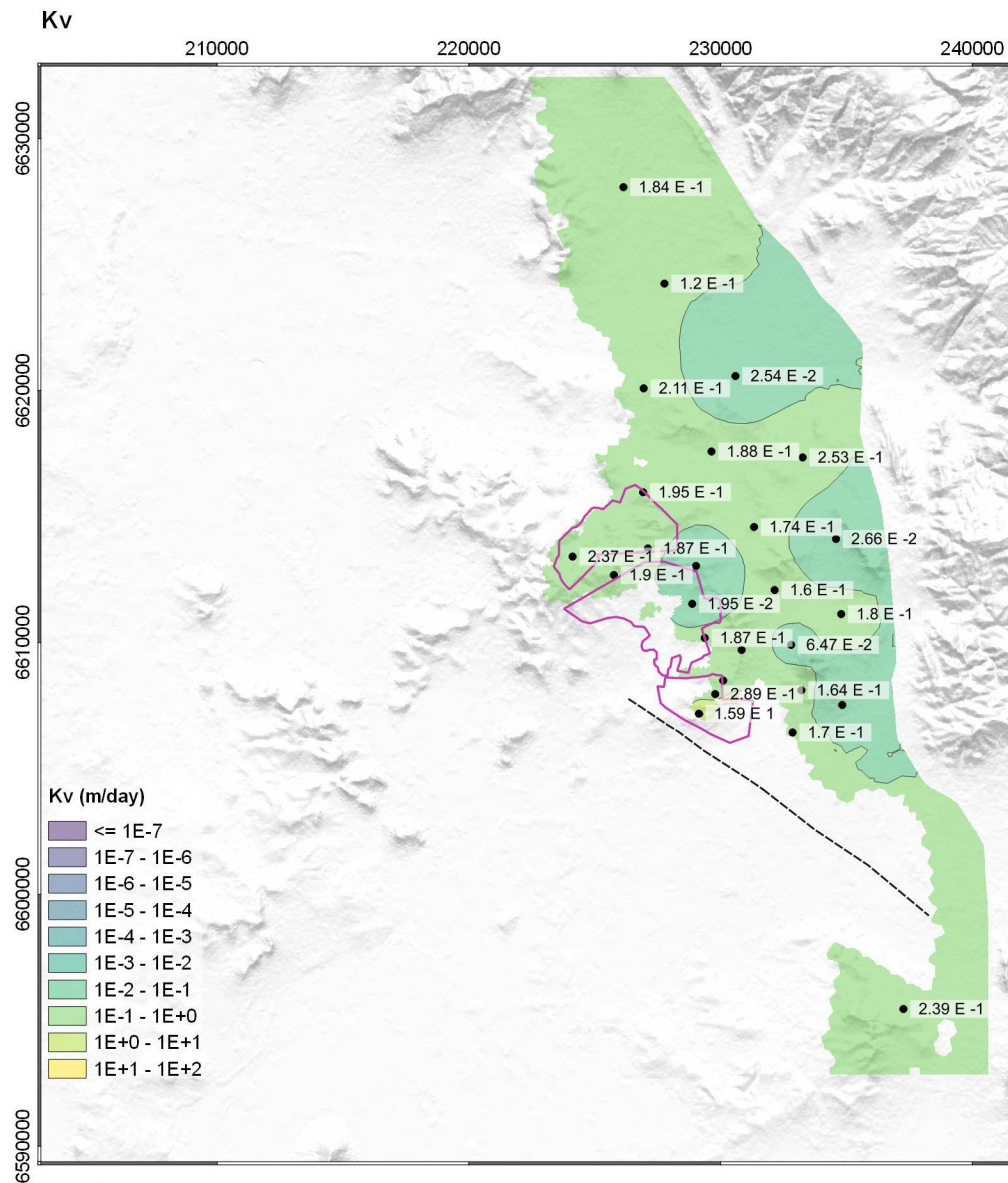 Kv
210000
220000
230000
240000
6630000
6620000
6610000
6600000
6590000
1.84 E -1
1.2 E -1
2.54 E -2
2.11 E -1
1.88 E -1
2.53 E -1
1.95 E -1
1.74 E -1
2.66 E -2
1.87 E -1
2.37 E -1
1.9 E -1
1.6 E -1
1.95 E -2
1.8 E -1
1.87 E -1
6.47 E -2
2.89 E -1
1.64 E -1
1.59 E 1
1.7 E -1
2.39 E -1
Kv (m/day)
<= 1E-7
1E-7 - 1E-6
1E-6 - 1E-5
1E-5 - 1E-4
1E-4 - 1E-3
1E-3 - 1E-2
1E-2 - 1E-1
1E-1 - 1E+0
1E+0 - 1E+1
1E+1 - 1E+2